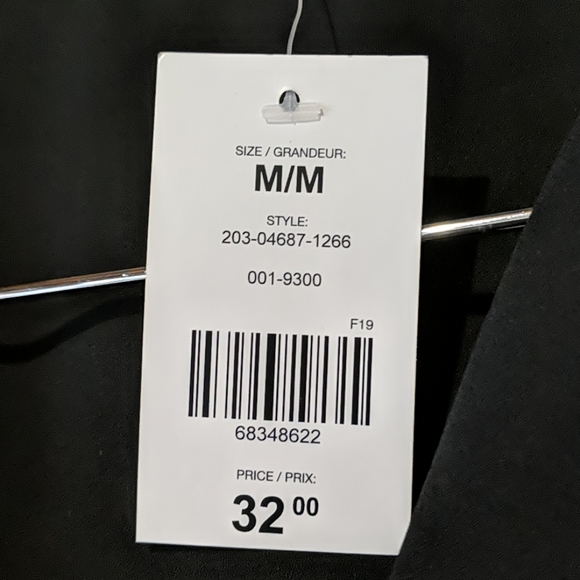 SIZE / GRANDEUR:
M/M
STYLE:
203-04687-1266
001-9300
F19
68348622
PRICE / PRIX:
32 00